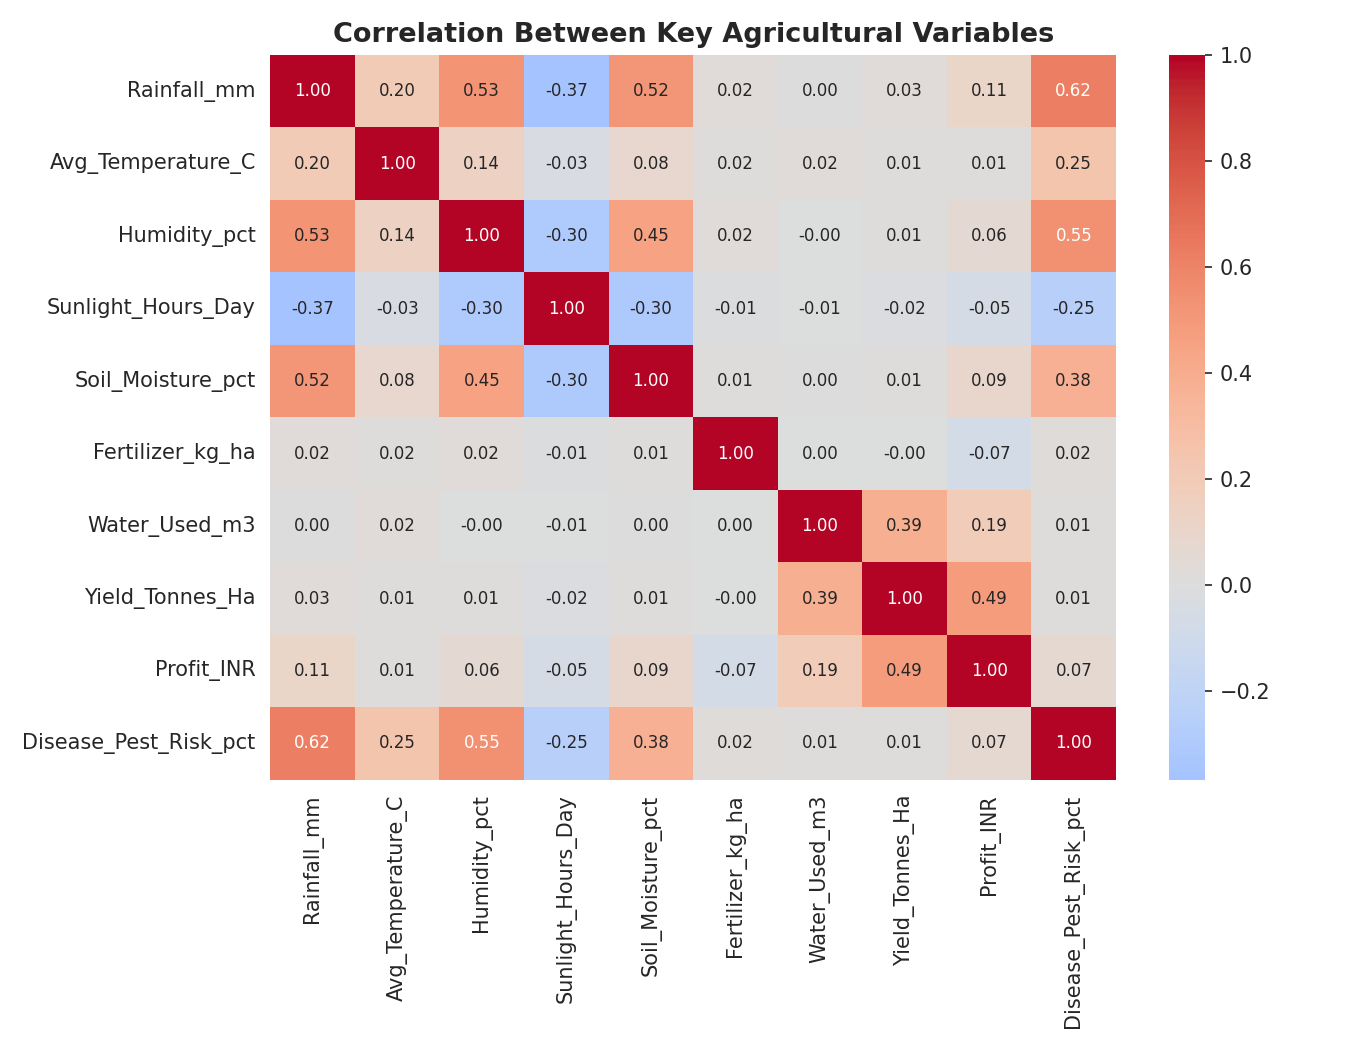 Correlation Between Key Agricultural Variables
Rainfall_mm 1.00 0.20 0.53 -0.37 0.52 0.02 0.00 0.03 0.11 0.62
Avg_Temperature_C 0.20 1.00 0.14 -0.03 0.08 0.02 0.02 0.01 0.01 0.25
Humidity_pct 0.53 0.14 1.00 -0.30 0.45 0.02 -0.00 0.01 0.06 0.55
Sunlight_Hours_Day -0.37 -0.03 -0.30 1.00 -0.30 -0.01 -0.01 -0.02 -0.05 -0.25
Soil_Moisture_pct 0.52 0.08 0.45 -0.30 1.00 0.01 0.00 0.01 0.09 0.38
Fertilizer_kg_ha 0.02 0.02 0.02 -0.01 0.01 1.00 0.00 -0.00 -0.07 0.02
Water_Used_m3 0.00 0.02 -0.00 -0.01 0.00 0.00 1.00 0.39 0.19 0.01
Yield_Tonnes_Ha 0.03 0.01 0.01 -0.02 0.01 -0.00 0.39 1.00 0.49 0.01
Profit_INR 0.11 0.01 0.06 -0.05 0.09 -0.07 0.19 0.49 1.00 0.07
Disease_Pest_Risk_pct 0.62 0.25 0.55 -0.25 0.38 0.02 0.01 0.01 0.07 1.00
Rainfall_mm
Avg_Temperature_C
Humidity_pct
Sunlight_Hours_Day
Soil_Moisture_pct
Fertilizer_kg_ha
Water_Used_m3
Yield_Tonnes_Ha
Profit_INR
Disease_Pest_Risk_pct
1.0
0.8
0.6
0.4
0.2
0.0
−0.2